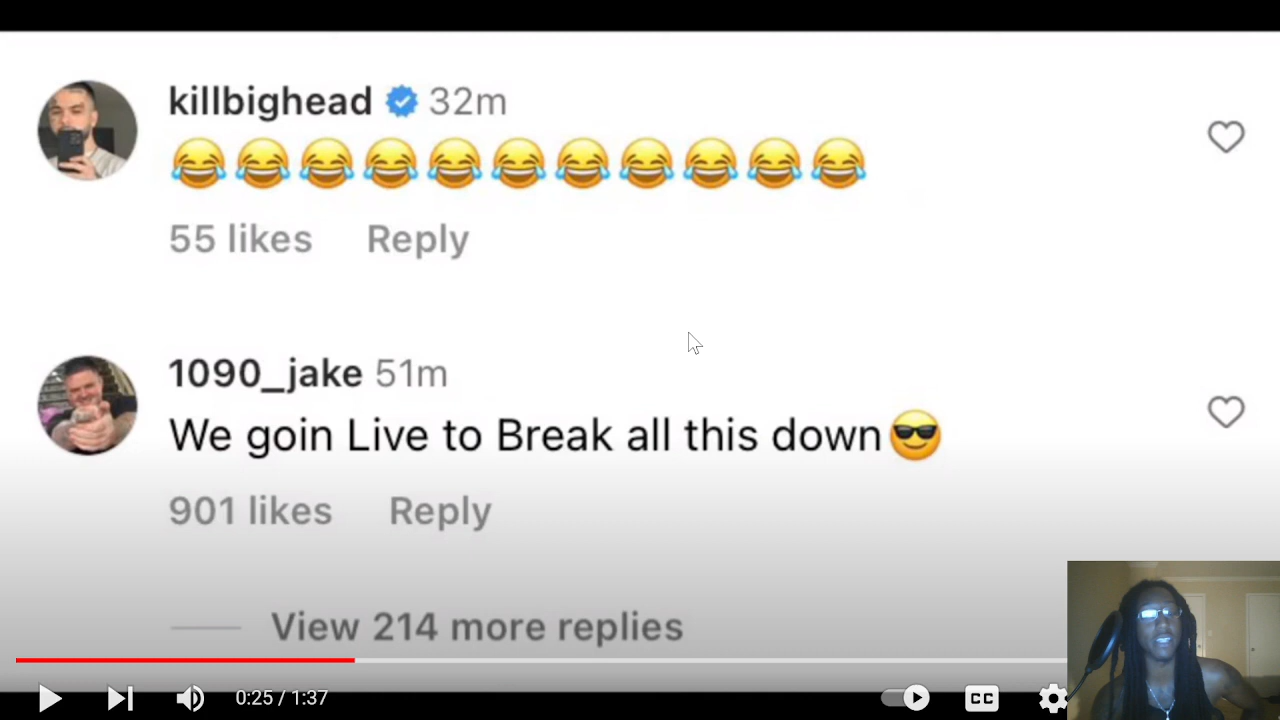 killbighead 32m
😂😂😂😂😂😂😂😂😂😂😂
55 likes Reply
1090_jake 51m
We goin Live to Break all this down😎
901 likes Reply
View 214 more replies
0:25 / 1:37
CC